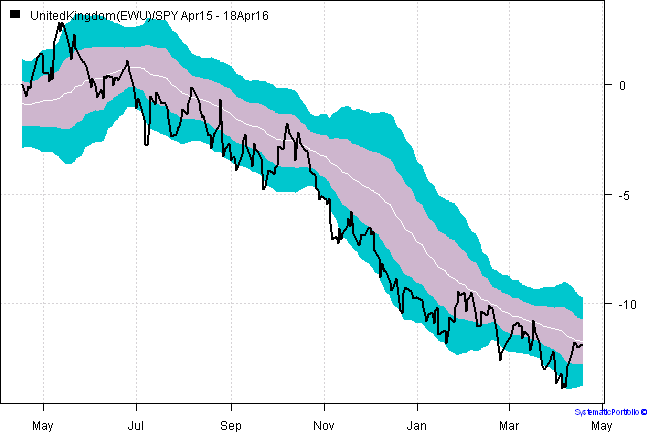 UnitedKingdom(EWU)/SPY Apr15 - 18Apr16
0
-5
-10
May Jul Sep Nov Jan Mar May
SystematicPortfolio ©